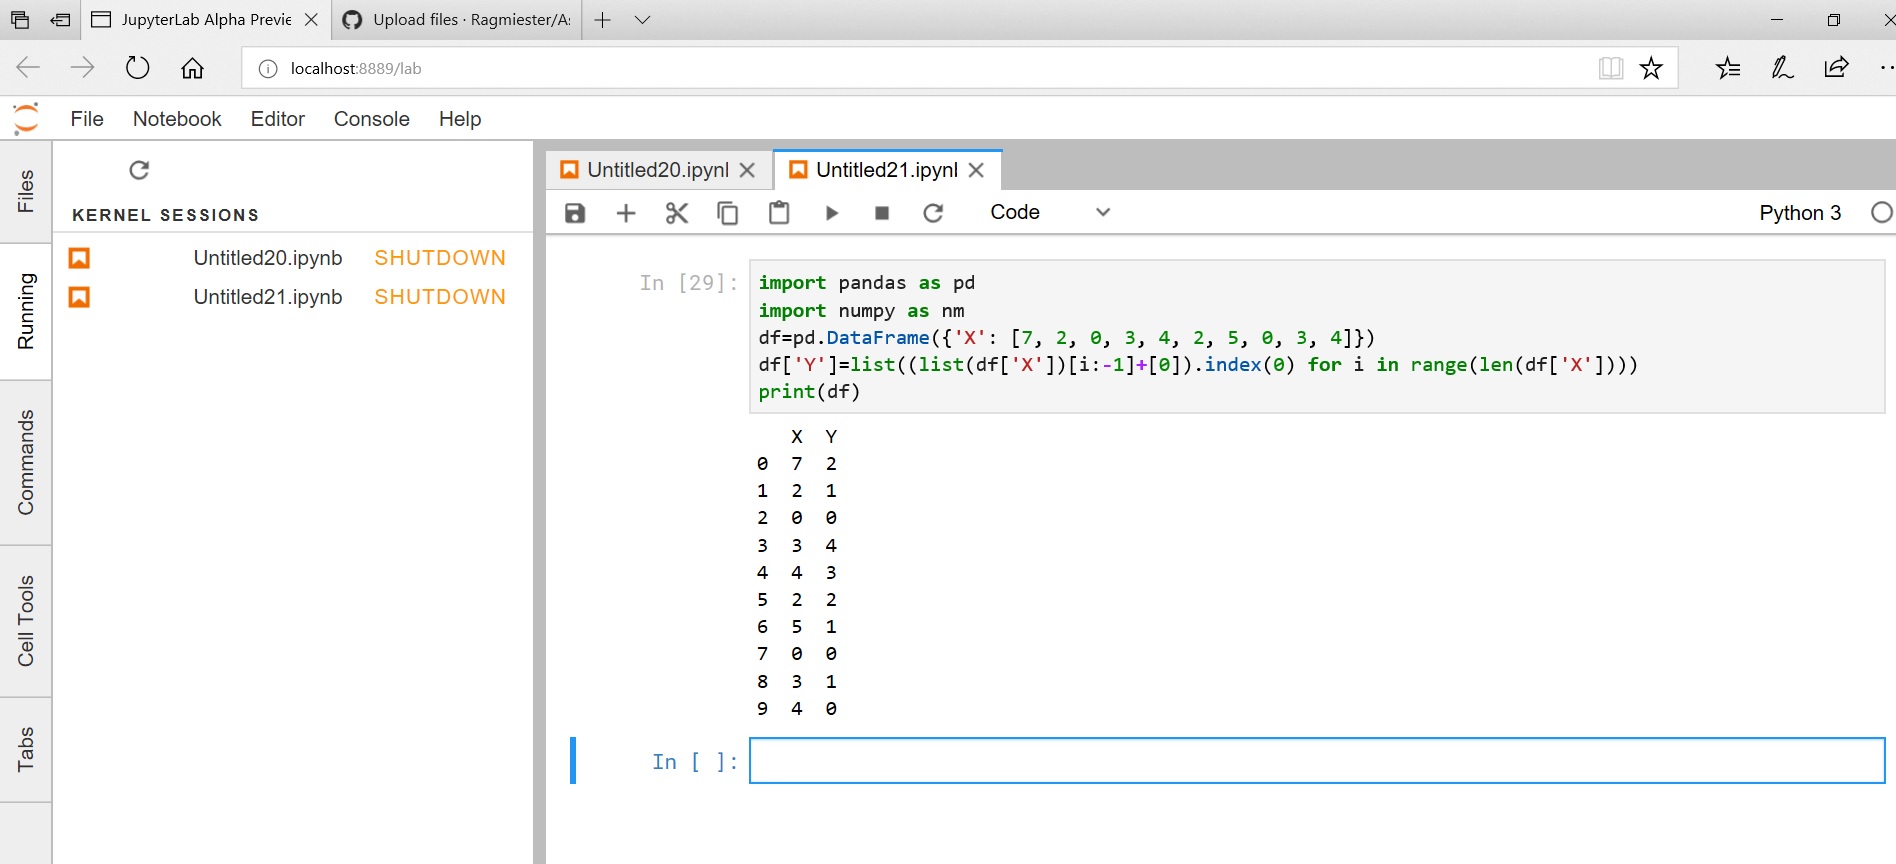 JupyterLab Alpha Previe
Upload files · Ragmiester/A
localhost:8889/lab
File Notebook Editor Console Help
Files
Running
Commands
Cell Tools
Tabs
KERNEL SESSIONS
Untitled20.ipynb SHUTDOWN
Untitled21.ipynb SHUTDOWN
Untitled20.ipynl
Untitled21.ipynl
Code
Python 3
In [29]:
import pandas as pd
import numpy as nm
df=pd.DataFrame({'X': [7, 2, 0, 3, 4, 2, 5, 0, 3, 4]})
df['Y']=list((list(df['X'])[i:-1]+[0]).index(0) for i in range(len(df['X'])))
print(df)
X Y
0 7 2
1 2 1
2 0 0
3 3 4
4 4 3
5 2 2
6 5 1
7 0 0
8 3 1
9 4 0
In [ ]: